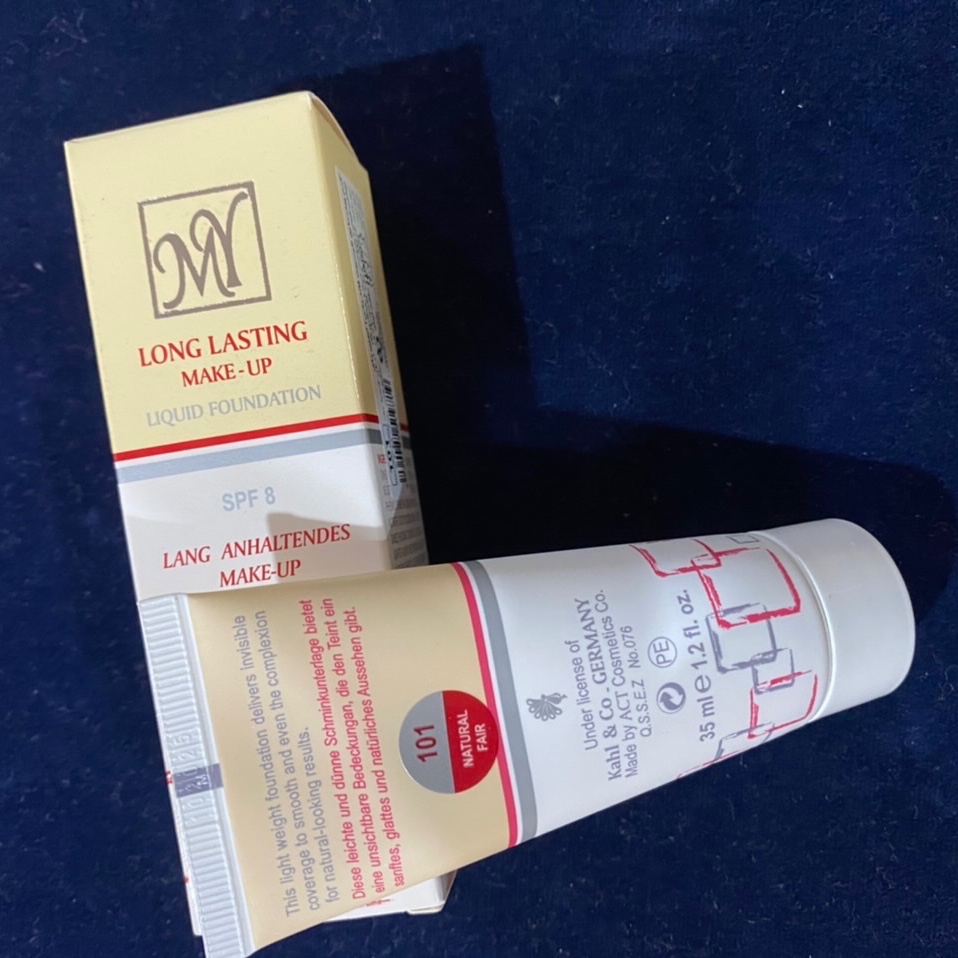 MY
LONG LASTING
MAKE-UP
LIQUID FOUNDATION
SPF 8
LANG ANHALTENDES
MAKE-UP
This light weight foundation delivers invisible
coverage to smooth and even the complexion
for natural-looking results.
Diese leichte und dünne Schminkunterlage bietet
eine unsichtbare Bedeckungan, die den Teint ein
sanftes, glattes und natürliches Aussehen gibt.
101
NATURAL
FAIR
Under license of
Kahl & Co - GERMANY
Made by ACT Cosmetics Co.
Q.S.S.E.Z No.076
PE
35 ml e 1.2 fl. oz.